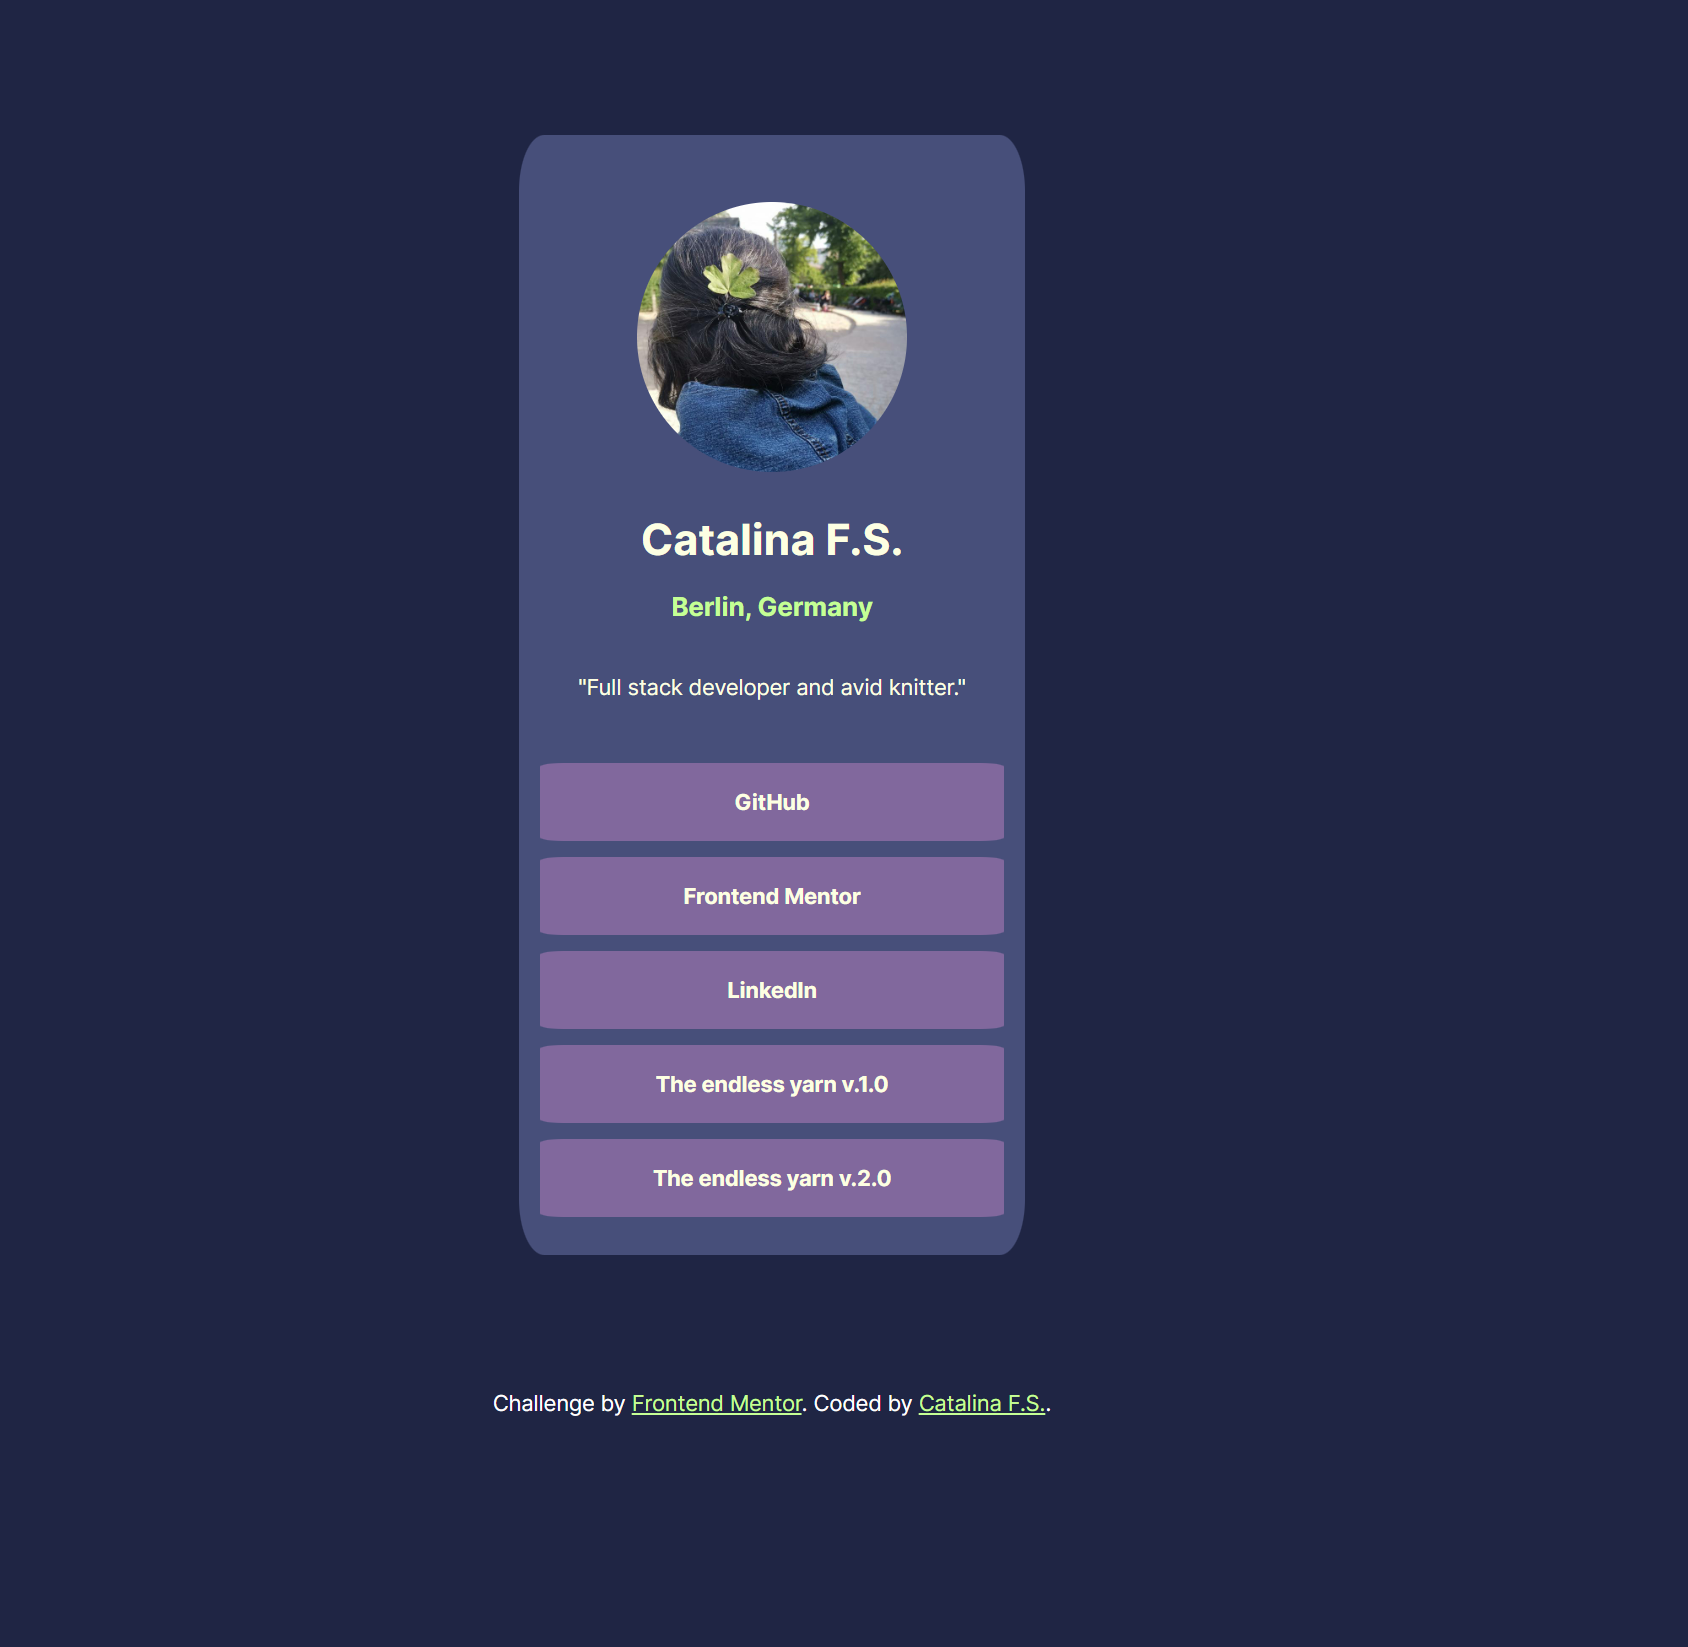 Catalina F.S.
Berlin, Germany
"Full stack developer and avid knitter."
GitHub
Frontend Mentor
LinkedIn
The endless yarn v.1.0
The endless yarn v.2.0
Challenge by Frontend Mentor. Coded by Catalina F.S..